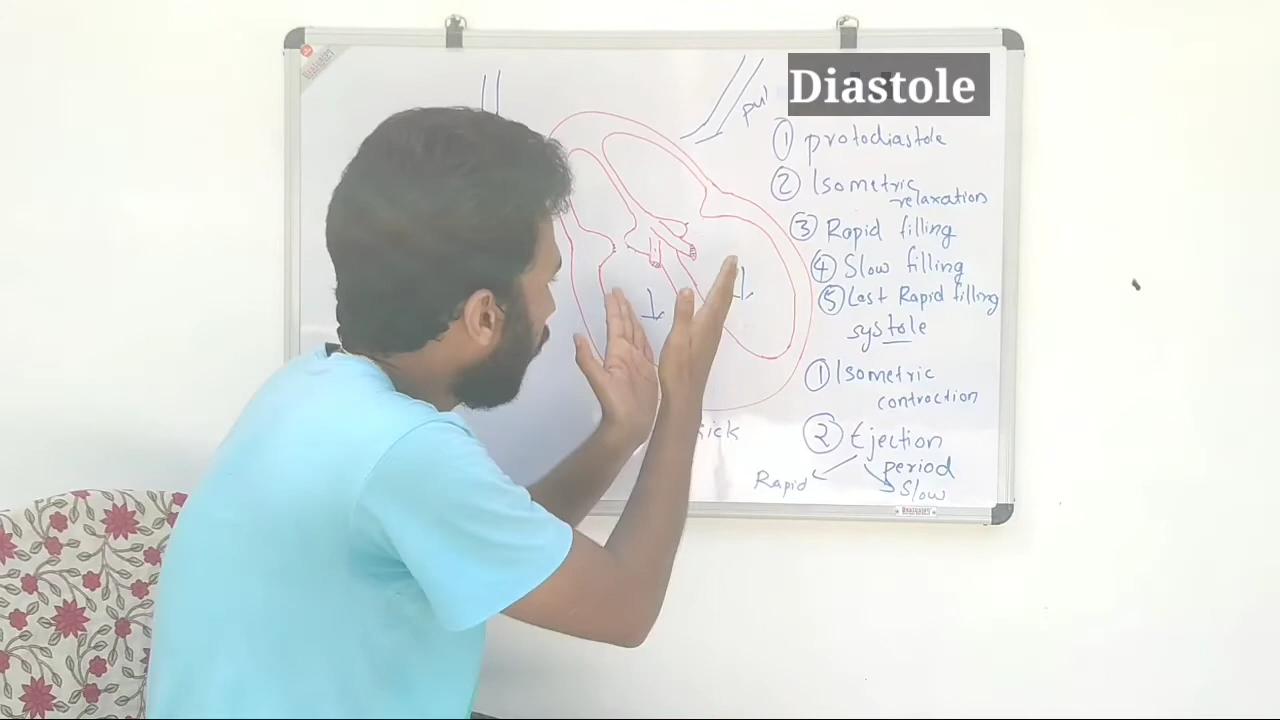 Diastole
pul
① protodiastole
② Isometric
relaxation
③ Rapid filling
④ Slow filling
⑤ Last Rapid filling
systole
① Isometric
contraction
② Ejection
period
Rapid
Slow